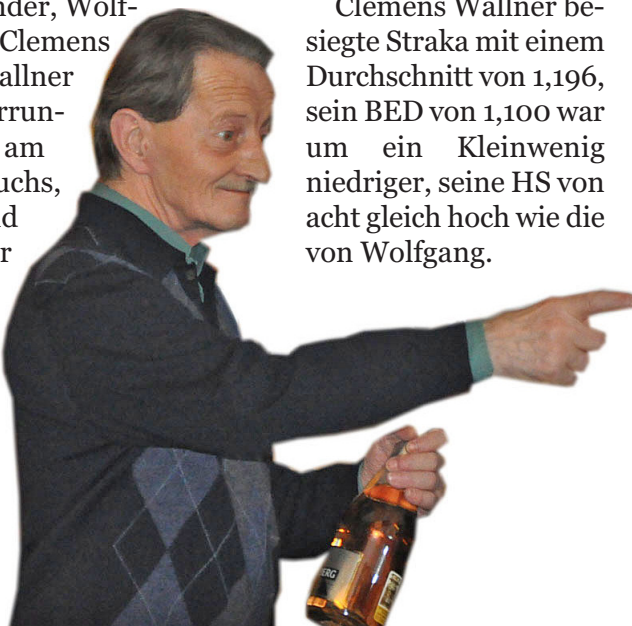 nder, Wolf-
Clemens
allner
rrun-
am
uchs,
d
r
Clemens Wallner be-
siegte Straka mit einem
Durchschnitt von 1,196,
sein BED von 1,100 war
um ein Kleinwenig
niedriger, seine HS von
acht gleich hoch wie die
von Wolfgang.
ERG